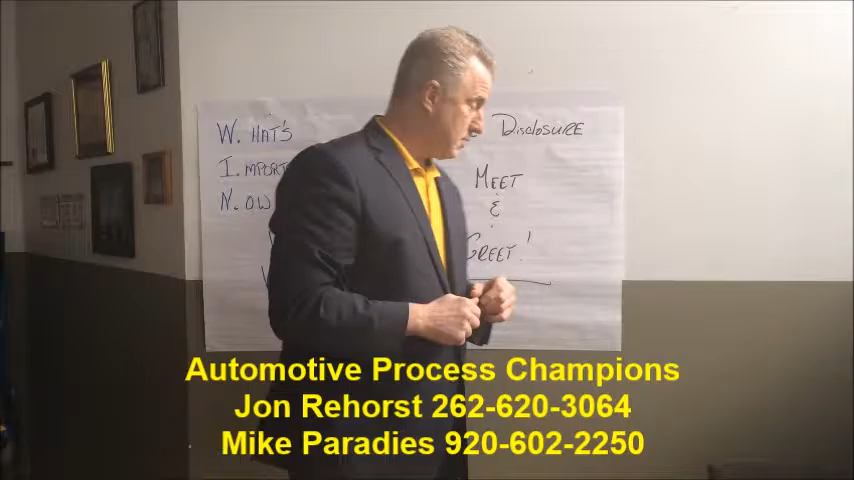 W. HAT'S
I. MPORT
N. OW
DISCLOSURE
MEET
&
GREET!
Automotive Process Champions
Jon Rehorst 262-620-3064
Mike Paradies 920-602-2250